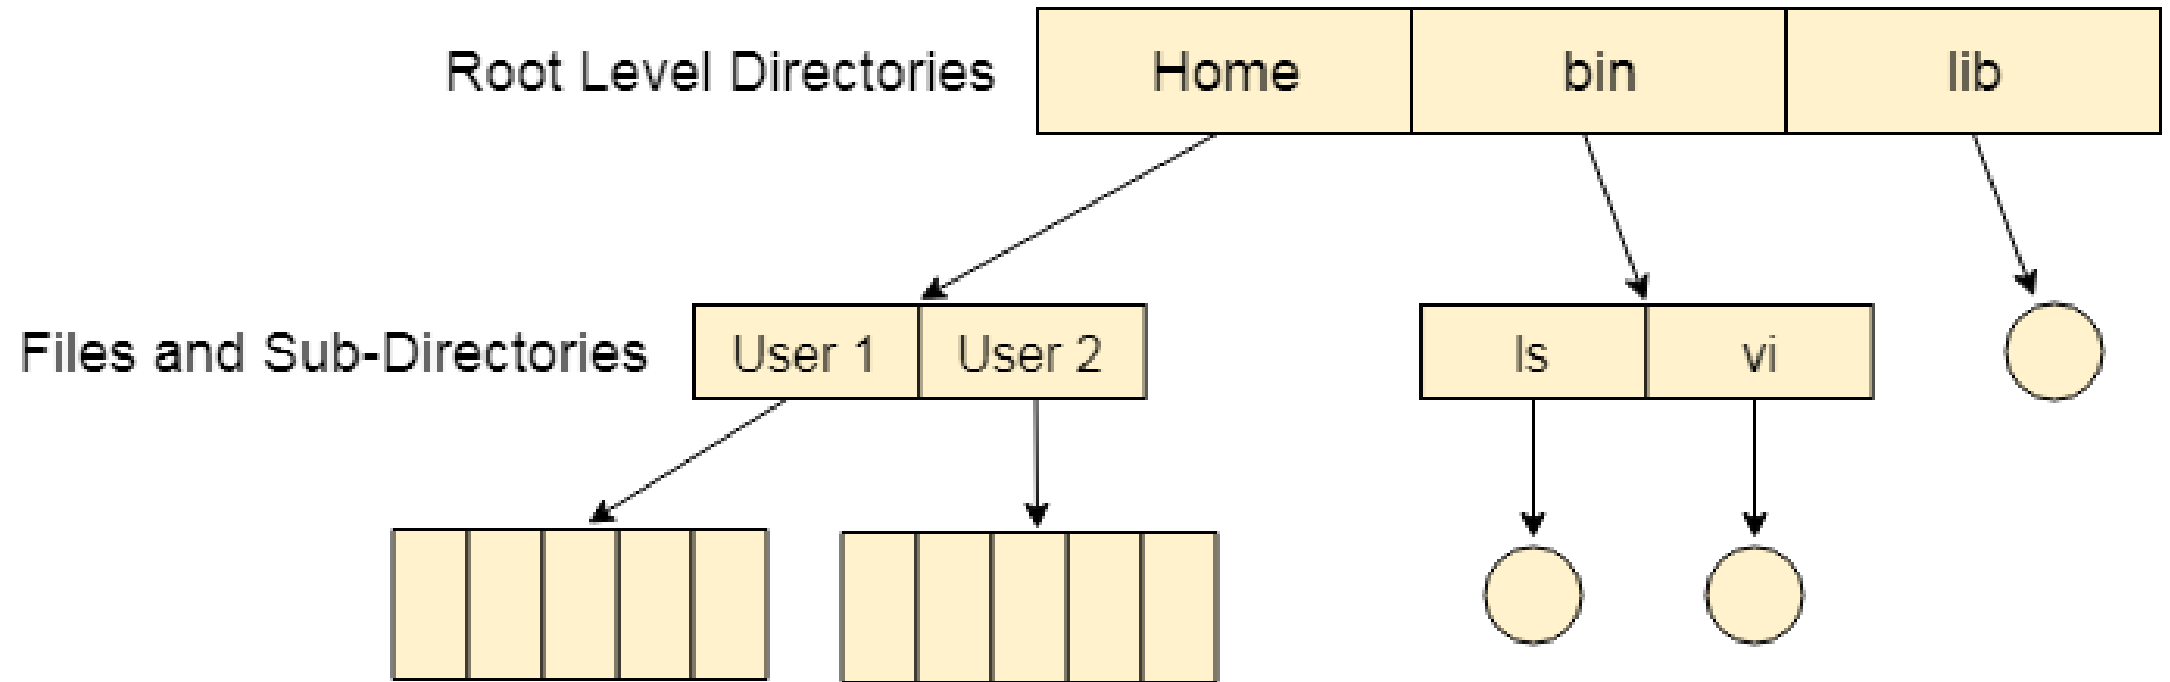 Root Level Directories Home bin lib
Files and Sub-Directories User 1 User 2 ls vi